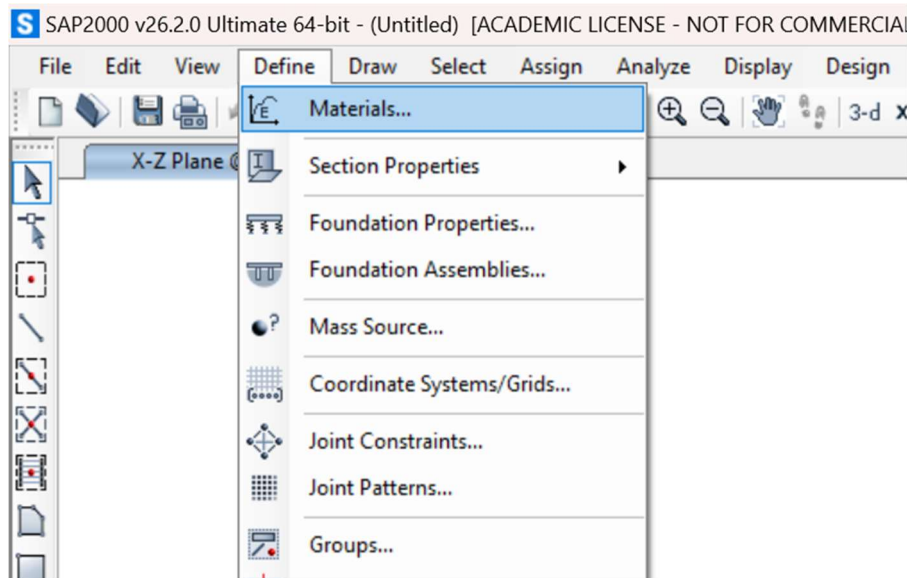 S SAP2000 v26.2.0 Ultimate 64-bit - (Untitled) [ACADEMIC LICENSE - NOT FOR COMMERCIAL
File Edit View Define Draw Select Assign Analyze Display Design
E Materials...
3-d x
X-Z Plane @
I Section Properties
Foundation Properties...
Foundation Assemblies...
? Mass Source...
Coordinate Systems/Grids...
Joint Constraints...
Joint Patterns...
Groups...